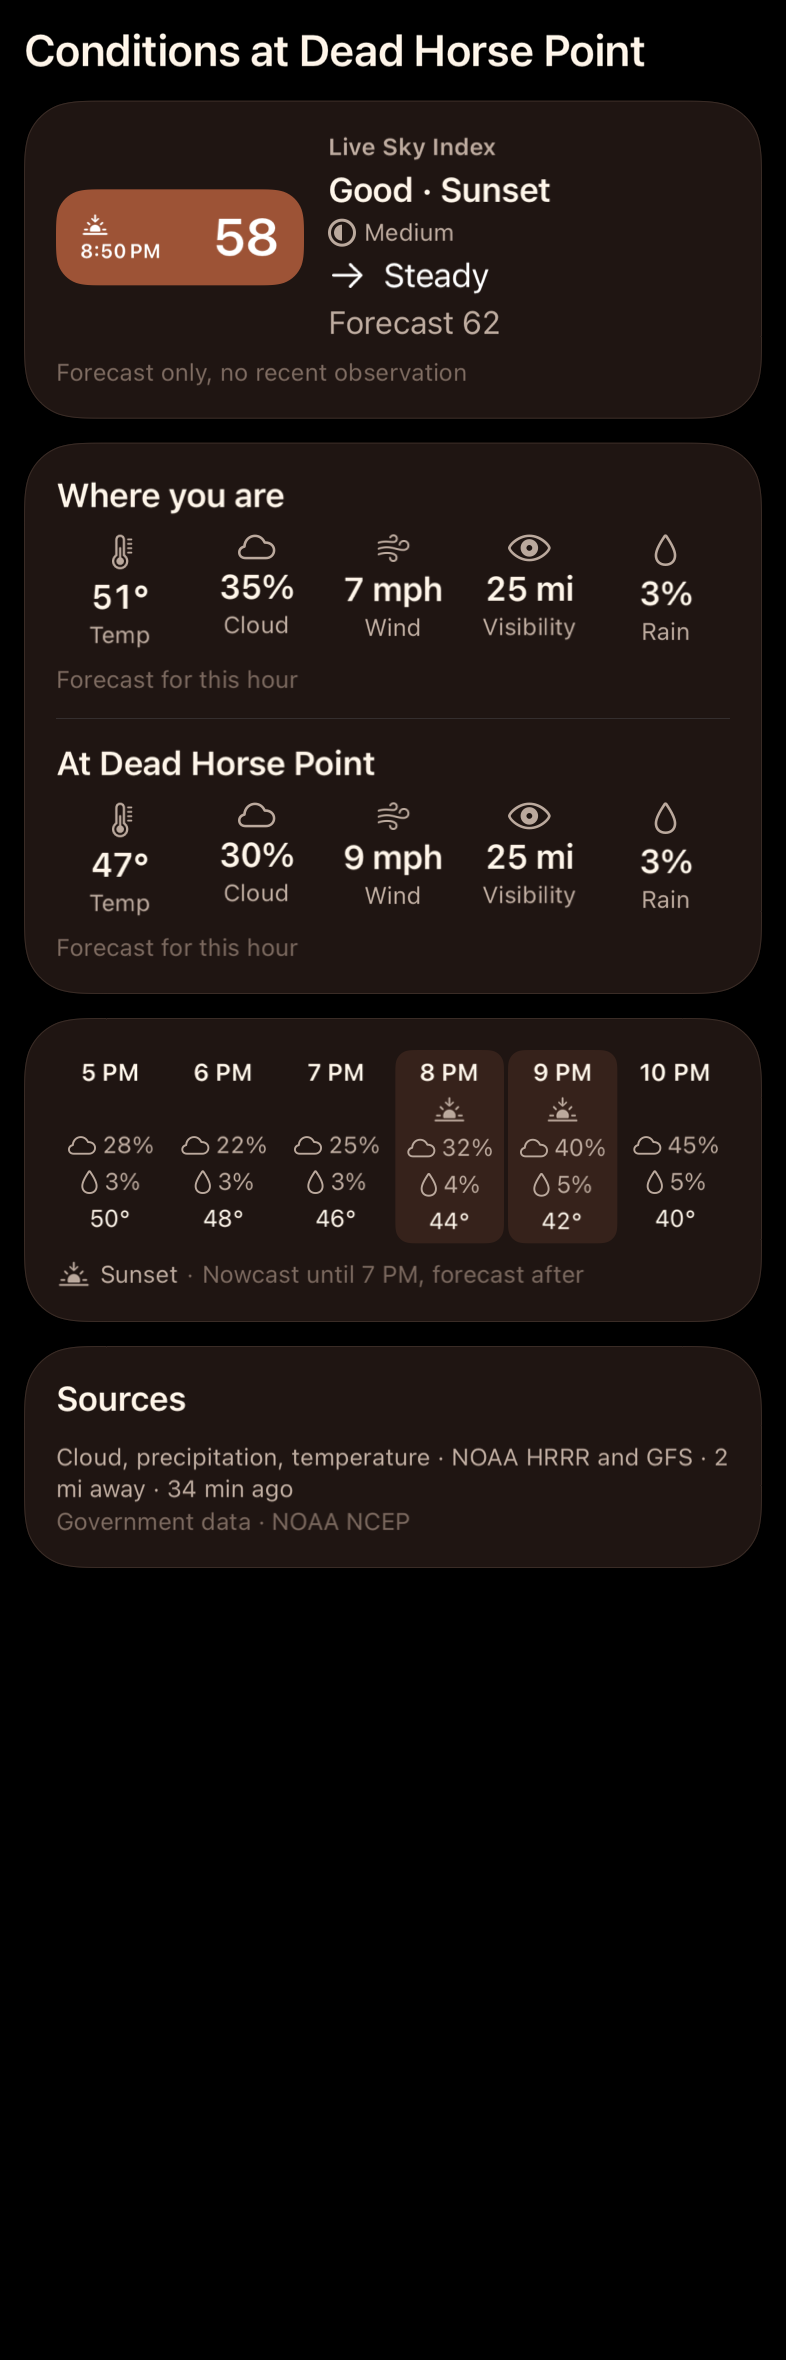 Conditions at Dead Horse Point
Live Sky Index
8:50 PM
58
Good · Sunset
Medium
Steady
Forecast 62
Forecast only, no recent observation
Where you are
51° 35% 7 mph 25 mi 3%
Temp Cloud Wind Visibility Rain
Forecast for this hour
At Dead Horse Point
47° 30% 9 mph 25 mi 3%
Temp Cloud Wind Visibility Rain
Forecast for this hour
5 PM 6 PM 7 PM 8 PM 9 PM 10 PM
28% 22% 25% 32% 40% 45%
3% 3% 3% 4% 5% 5%
50° 48° 46° 44° 42° 40°
Sunset · Nowcast until 7 PM, forecast after
Sources
Cloud, precipitation, temperature · NOAA HRRR and GFS · 2
mi away · 34 min ago
Government data · NOAA NCEP